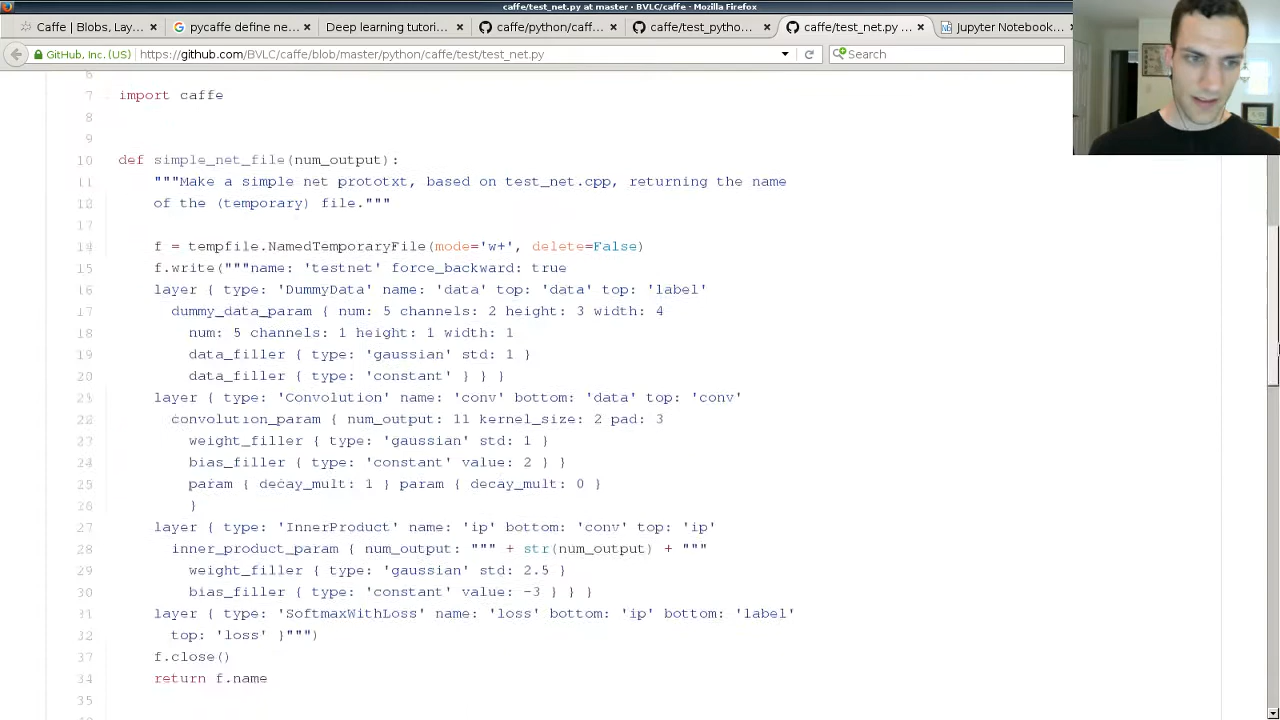 caffe/test_net.py at master · BVLC/caffe - Mozilla Firefox
Caffe | Blobs, Lay... × pycaffe define ne... × Deep learning tutori... × caffe/python/caff... × caffe/test_pytho... × caffe/test_net.py ... × Jupyter Notebook...
GitHub, Inc. (US) https://github.com/BVLC/caffe/blob/master/python/caffe/test/test_net.py Search
6
7 import caffe
8
9
10 def simple_net_file(num_output):
11 """Make a simple net prototxt, based on test_net.cpp, returning the name
12 of the (temporary) file."""
f = tempfile.NamedTemporaryFile(mode='w+', delete=False)
15 f.write("""name: 'testnet' force_backward: true
16 layer { type: 'DummyData' name: 'data' top: 'data' top: 'label'
17 dummy_data_param { num: 5 channels: 2 height: 3 width: 4
18 num: 5 channels: 1 height: 1 width: 1
19 data_filler { type: 'gaussian' std: 1 }
20 data_filler { type: 'constant' } } }
layer { type: 'Convolution' name: 'conv' bottom: 'data' top: 'conv'
convolution_param { num_output: 11 kernel_size: 2 pad: 3
weight_filler { type: 'gaussian' std: 1 }
24 bias_filler { type: 'constant' value: 2 } }
25 param { decay_mult: 1 } param { decay_mult: 0 }
26 }
27 layer { type: 'InnerProduct' name: 'ip' bottom: 'conv' top: 'ip'
28 inner_product_param { num_output: """ + str(num_output) + """
29 weight_filler { type: 'gaussian' std: 2.5 }
30 bias_filler { type: 'constant' value: -3 } } }
31 layer { type: 'SoftmaxWithLoss' name: 'loss' bottom: 'ip' bottom: 'label'
32 top: 'loss' }""")
f.close()
34 return f.name
35